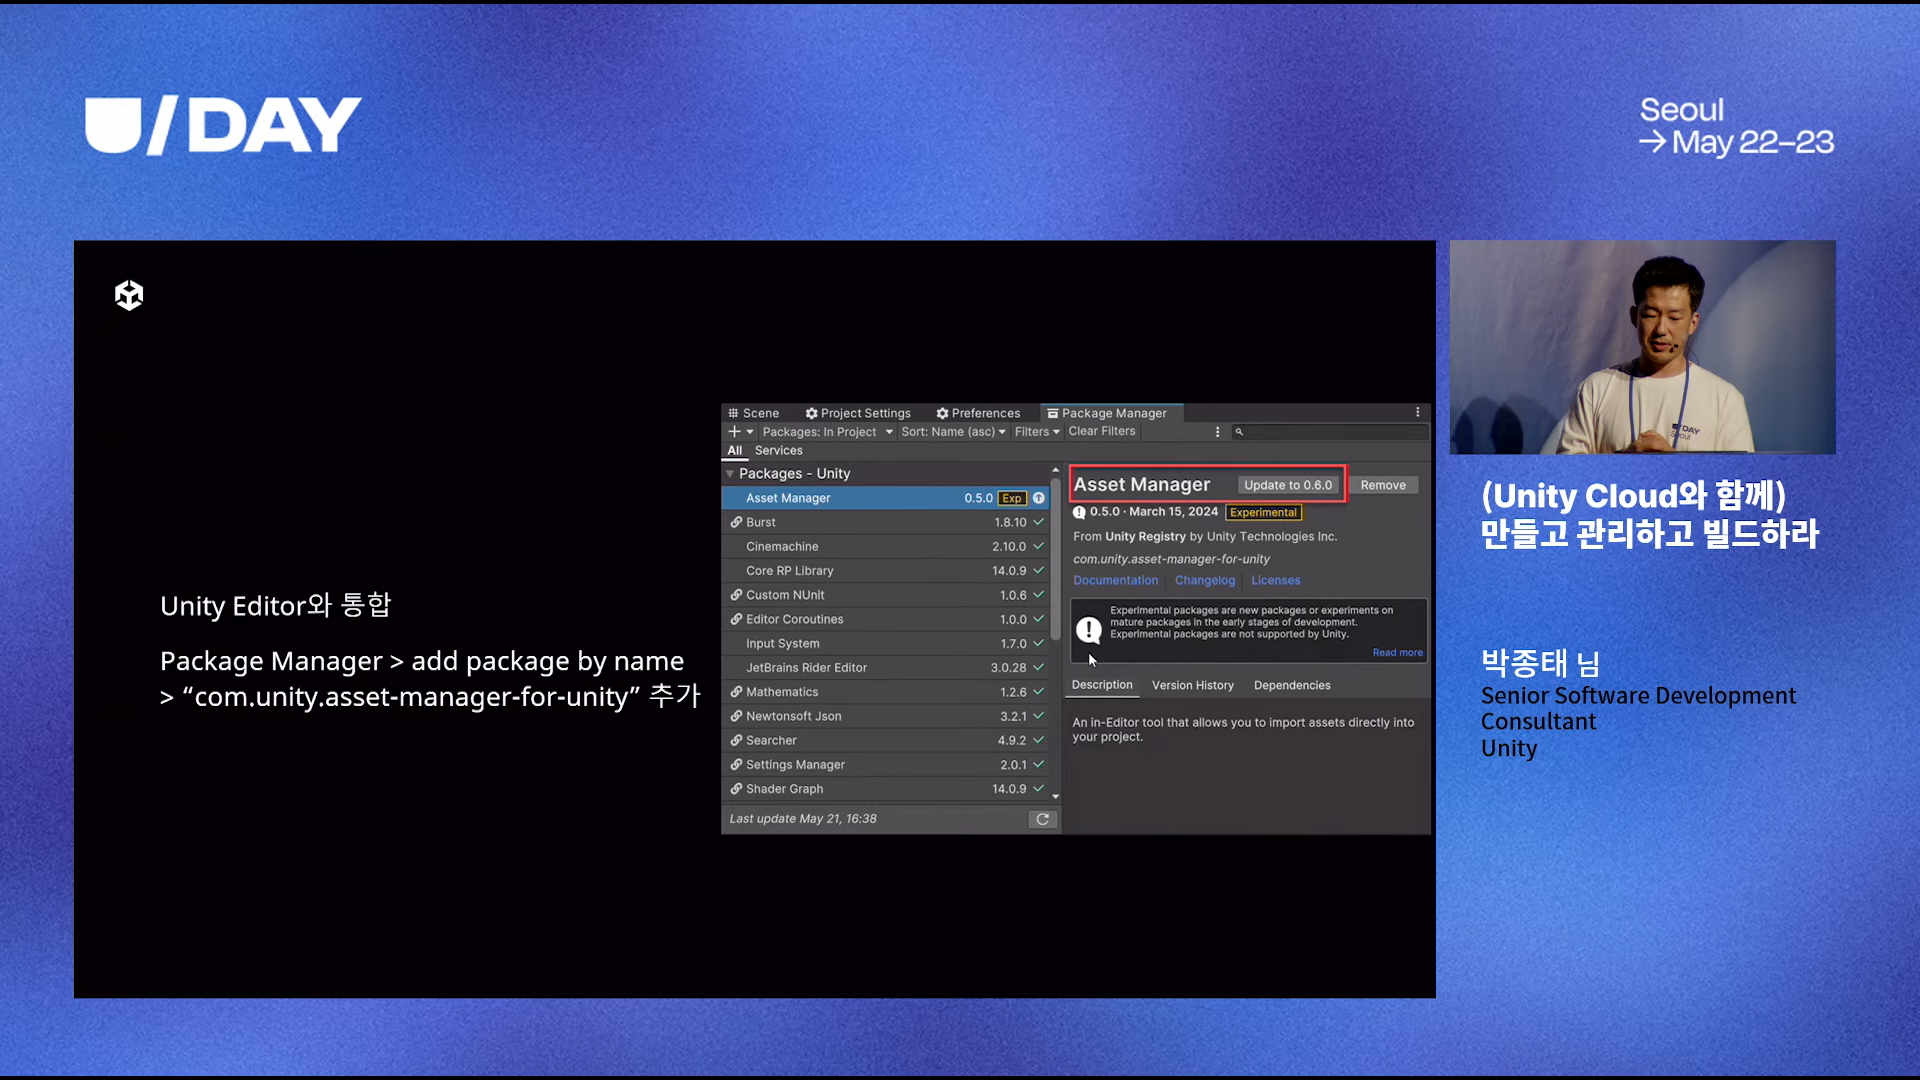 U/DAY
Seoul
→ May 22–23
Unity Editor와 통합
Package Manager > add package by name
> “com.unity.asset-manager-for-unity” 추가
Scene
Project Settings
Preferences
Package Manager
Packages: In Project
Sort: Name (asc)
Filters
Clear Filters
All
Services
Packages - Unity
Asset Manager 0.5.0 Exp
Burst 1.8.10
Cinemachine 2.10.0
Core RP Library 14.0.9
Custom NUnit 1.0.6
Editor Coroutines 1.0.0
Input System 1.7.0
JetBrains Rider Editor 3.0.28
Mathematics 1.2.6
Newtonsoft Json 3.2.1
Searcher 4.9.2
Settings Manager 2.0.1
Shader Graph 14.0.9
Last update May 21, 16:38
Asset Manager
Update to 0.6.0
Remove
0.5.0 · March 15, 2024 Experimental
From Unity Registry by Unity Technologies Inc.
com.unity.asset-manager-for-unity
Documentation
Changelog
Licenses
Experimental packages are new packages or experiments on
mature packages in the early stages of development.
Experimental packages are not supported by Unity.
Read more
Description
Version History
Dependencies
An in-Editor tool that allows you to import assets directly into
your project.
U/DAY
Seoul
(Unity Cloud와 함께)
만들고 관리하고 빌드하라
박종태 님
Senior Software Development
Consultant
Unity